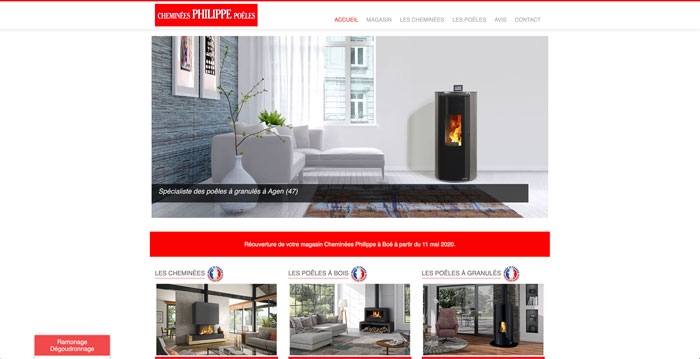 CHEMINÉES PHILIPPE POÊLES
ACCUEIL MAGASIN LES CHEMINÉES LES POÊLES AVIS CONTACT
Spécialiste des poêles à granulés à Agen (47)
Réouverture de votre magasin Cheminées Philippe à Boé à partir du 11 mai 2020.
LES CHEMINÉES LES POÊLES À BOIS LES POÊLES À GRANULÉS
Ramonage
Dégoudronnage